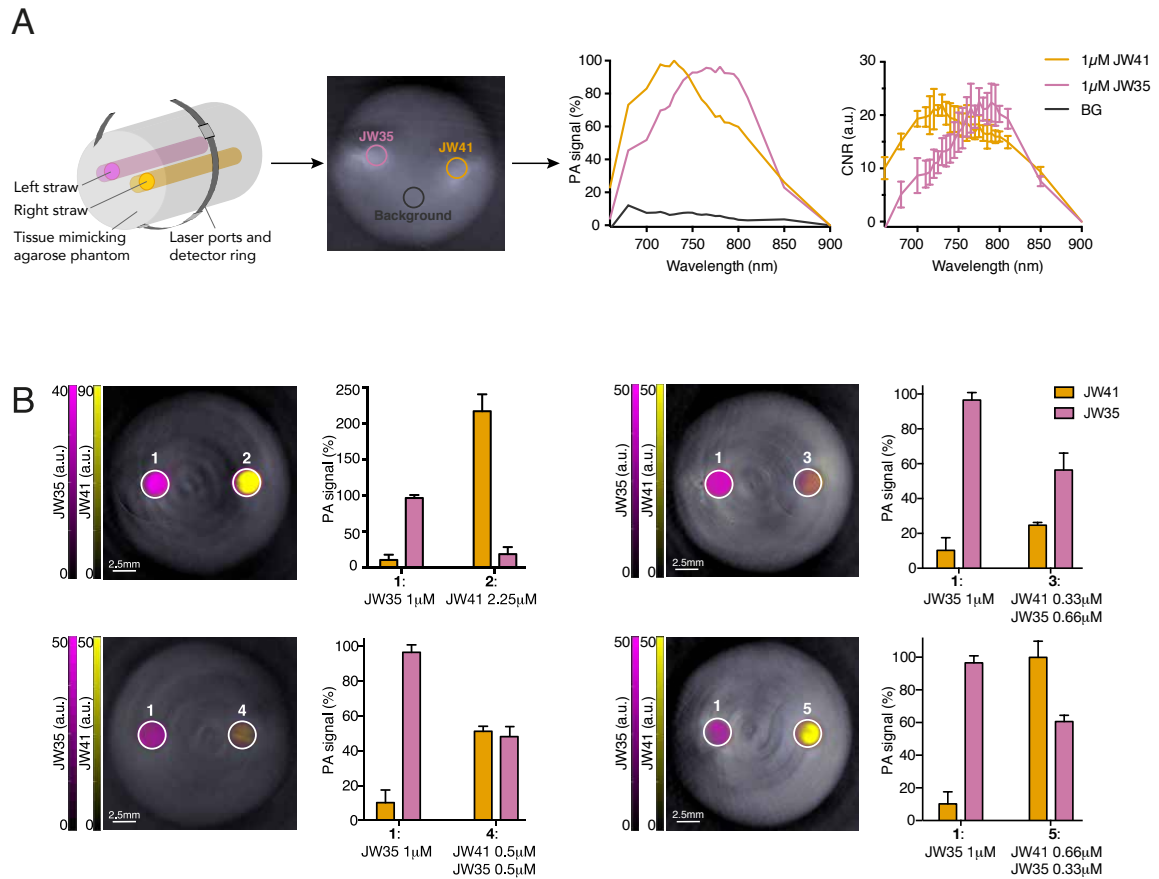 A
Left straw
Right straw
Tissue mimicking
agarose phantom
Laser ports and
detector ring
JW35
JW41
Background
PA signal (%)
100
80
60
40
20
0
700
750
800
850
900
Wavelength (nm)
CNR (a.u.)
30
25
20
15
10
5
0
700
750
800
850
900
Wavelength (nm)
1µM JW41
1µM JW35
BG
B
40
JW35 (a.u.)
0
90
JW41 (a.u.)
0
1
2
2.5mm
PA signal (%)
250
200
150
100
50
0
1:
JW35 1µM
2:
JW41 2.25µM
50
JW35 (a.u.)
0
50
JW41 (a.u.)
0
1
3
2.5mm
PA signal (%)
100
80
60
40
20
0
1:
JW35 1µM
3:
JW41 0.33µM
JW35 0.66µM
JW41
JW35
50
JW35 (a.u.)
0
50
JW41 (a.u.)
0
1
4
2.5mm
PA signal (%)
100
80
60
40
20
0
1:
JW35 1µM
4:
JW41 0.5µM
JW35 0.5µM
50
JW35 (a.u.)
0
50
JW41 (a.u.)
0
1
5
2.5mm
PA signal (%)
100
80
60
40
20
0
1:
JW35 1µM
5:
JW41 0.66µM
JW35 0.33µM